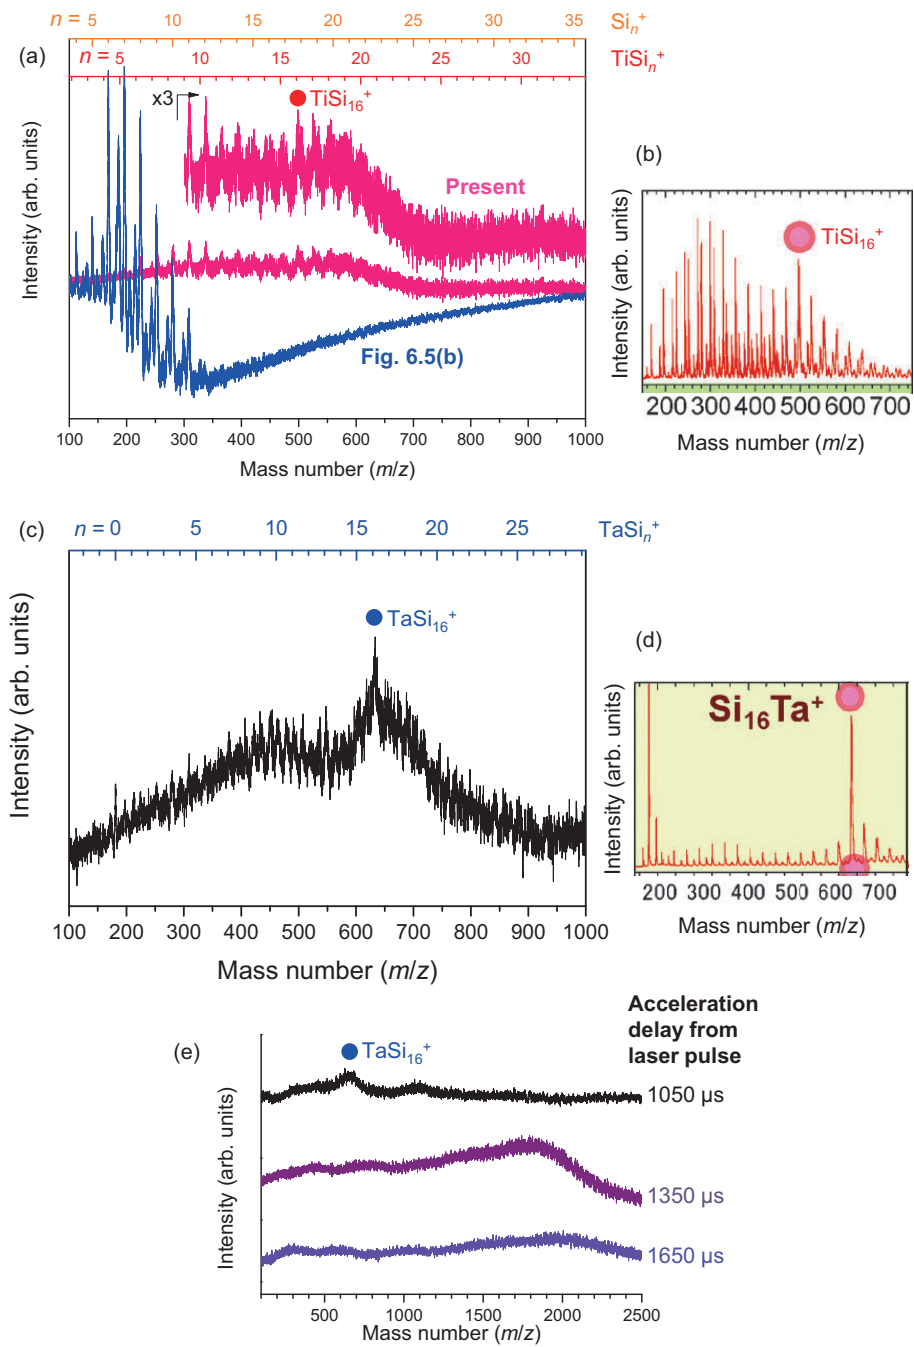 n = 5 10 15 20 25 30 35 Siₙ⁺
(a) n = 5 10 15 20 25 30 TiSiₙ⁺
x3 TiSi₁₆⁺
Present
Fig. 6.5(b)
Intensity (arb. units)
100 200 300 400 500 600 700 800 900 1000
Mass number (m/z)
(b)
TiSi₁₆⁺
Intensity (arb. units)
200 300 400 500 600 700
Mass number (m/z)
(c) n = 0 5 10 15 20 25 TaSiₙ⁺
TaSi₁₆⁺
Intensity (arb. units)
100 200 300 400 500 600 700 800 900 1000
Mass number (m/z)
(d)
Si₁₆Ta⁺
Intensity (arb. units)
200 300 400 500 600 700
Mass number (m/z)
(e)
TaSi₁₆⁺
Acceleration
delay from
laser pulse
1050 µs
1350 µs
1650 µs
Intensity (arb. units)
500 1000 1500 2000 2500
Mass number (m/z)